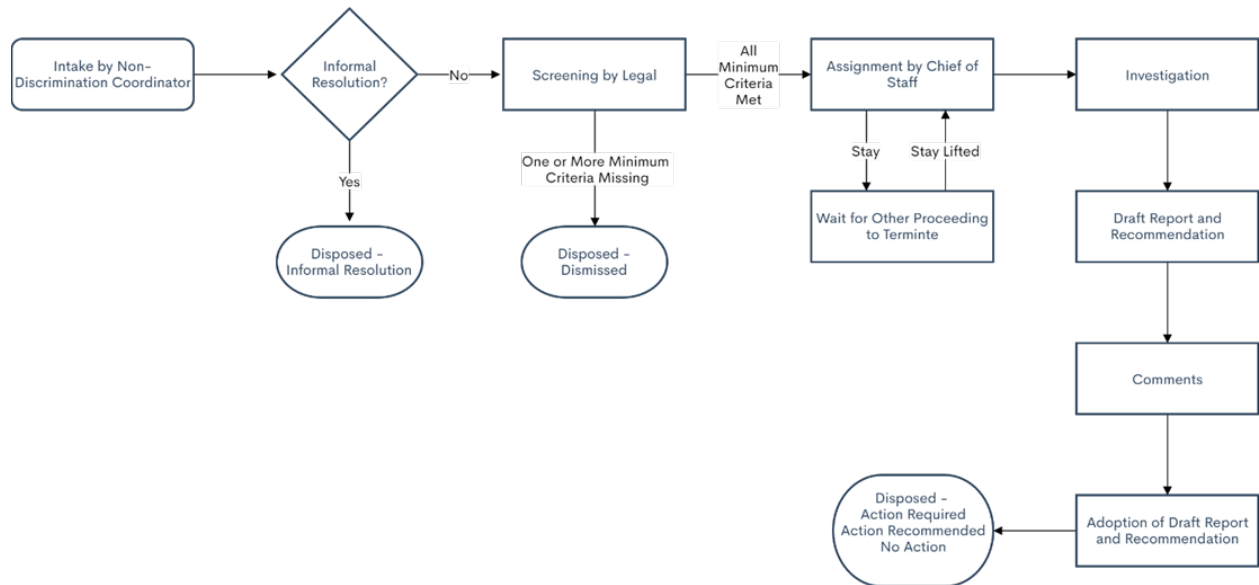 Intake by Non-
Discrimination Coordinator
Informal
Resolution?
No
Screening by Legal
All
Minimum
Criteria
Met
Assignment by Chief of
Staff
Investigation
Yes
One or More Minimum
Criteria Missing
Stay
Stay Lifted
Disposed -
Informal Resolution
Disposed -
Dismissed
Wait for Other Proceeding
to Terminte
Draft Report and
Recommendation
Comments
Adoption of Draft Report
and Recommendation
Disposed -
Action Required
Action Recommended
No Action